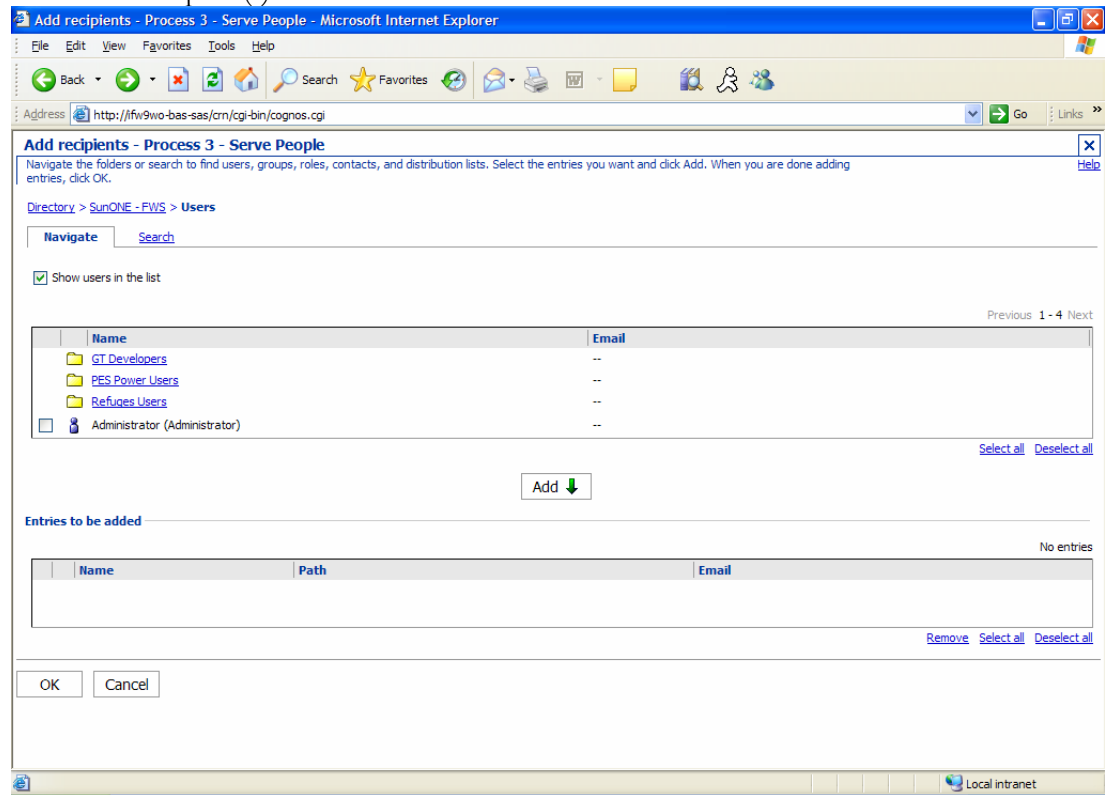 Add recipients - Process 3 - Serve People - Microsoft Internet Explorer
File Edit View Favorites Tools Help
Back Search Favorites
Address http://ifw9wo-bas-sas/crn/cgi-bin/cognos.cgi Go Links »
Add recipients - Process 3 - Serve People
Navigate the folders or search to find users, groups, roles, contacts, and distribution lists. Select the entries you want and click Add. When you are done adding Help
entries, click OK.
Directory > SunONE - FWS > Users
Navigate Search
Show users in the list
Previous 1 - 4 Next
Name Email
GT Developers --
PES Power Users --
Refuges Users --
Administrator (Administrator) --
Select all Deselect all
Add
Entries to be added
No entries
Name Path Email
Remove Select all Deselect all
OK Cancel
Local intranet